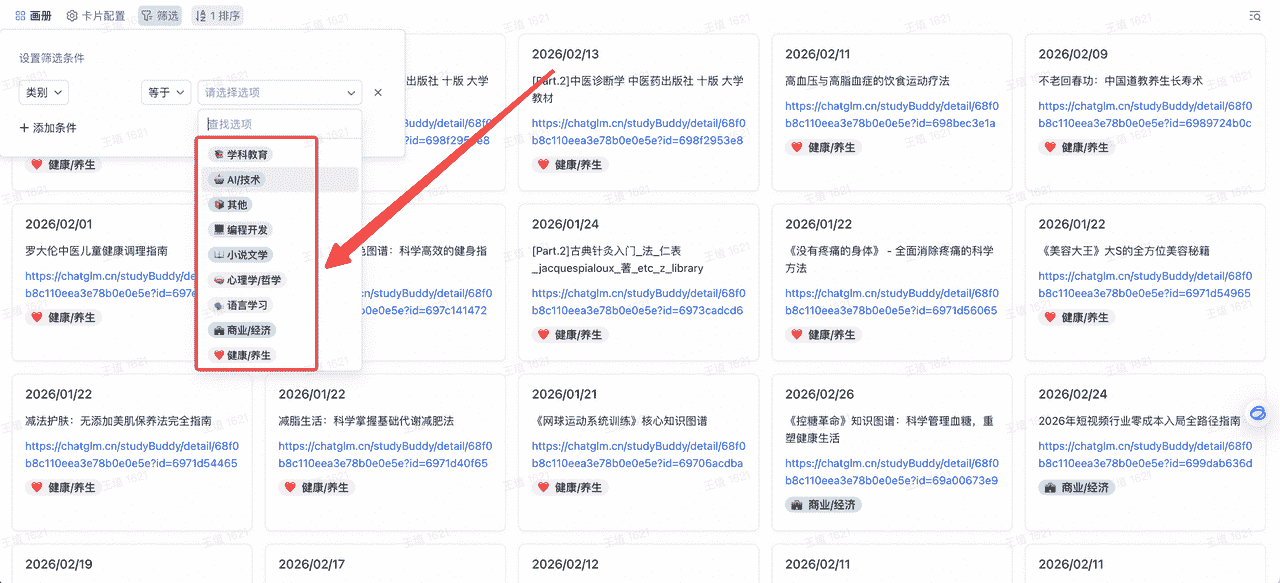 画册 卡片配置 筛选 1 排序
设置筛选条件
类别 等于 请选择选项
添加条件
查找选项
学科教育
AI/技术
其他
编程开发
小说文学
心理学/哲学
语言学习
商业/经济
健康/养生
健康/养生
出版社 十版 大学
?id=698f2953e8
2026/02/13
[Part.2]中医诊断学 中医药出版社 十版 大学
教材
https://chatglm.cn/studyBuddy/detail/68f0
b8c110eea3e78b0e0e5e?id=698f2953e8
健康/养生
2026/02/11
高血压与高脂血症的饮食运动疗法
https://chatglm.cn/studyBuddy/detail/68f0
b8c110eea3e78b0e0e5e?id=698bec3e1a
健康/养生
2026/02/09
不老回春功：中国道教养生长寿术
https://chatglm.cn/studyBuddy/detail/68f0
b8c110eea3e78b0e0e5e?id=6989724b0c
健康/养生
2026/02/01
罗大伦中医儿童健康调理指南
https://chatglm.cn/studyBuddy/de
b8c110eea3e78b0e0e5e?id=697e
健康/养生
图谱：科学高效的健身指
cn/studyBuddy/detail/68f0
b0e0e5e?id=697c141472
2026/01/24
[Part.2]古典针灸入门_法_仁表
_jacquespialoux_著_etc_z_library
https://chatglm.cn/studyBuddy/detail/68f0
b8c110eea3e78b0e0e5e?id=6973cadcd6
健康/养生
2026/01/22
《没有疼痛的身体》 - 全面消除疼痛的科学
方法
https://chatglm.cn/studyBuddy/detail/68f0
b8c110eea3e78b0e0e5e?id=6971d56065
健康/养生
2026/01/22
《美容大王》大S的全方位美容秘籍
https://chatglm.cn/studyBuddy/detail/68f0
b8c110eea3e78b0e0e5e?id=6971d54965
健康/养生
2026/01/22
减法护肤：无添加美肌保养法完全指南
https://chatglm.cn/studyBuddy/detail/68f0
b8c110eea3e78b0e0e5e?id=6971d54465
健康/养生
2026/01/22
减脂生活：科学掌握基础代谢减肥法
https://chatglm.cn/studyBuddy/detail/68f0
b8c110eea3e78b0e0e5e?id=6971d40f65
健康/养生
2026/01/21
《网球运动系统训练》核心知识图谱
https://chatglm.cn/studyBuddy/detail/68f0
b8c110eea3e78b0e0e5e?id=69706acdba
健康/养生
2026/02/26
《控糖革命》知识图谱：科学管理血糖，重
塑健康生活
https://chatglm.cn/studyBuddy/detail/68f0
b8c110eea3e78b0e0e5e?id=69a00673e9
商业/经济
2026/02/24
2026年短视频行业零成本入局全路径指南
https://chatglm.cn/studyBuddy/detail/68f0
b8c110eea3e78b0e0e5e?id=699dab636d
商业/经济
2026/02/19
2026/02/17
2026/02/12
2026/02/11
2026/02/11